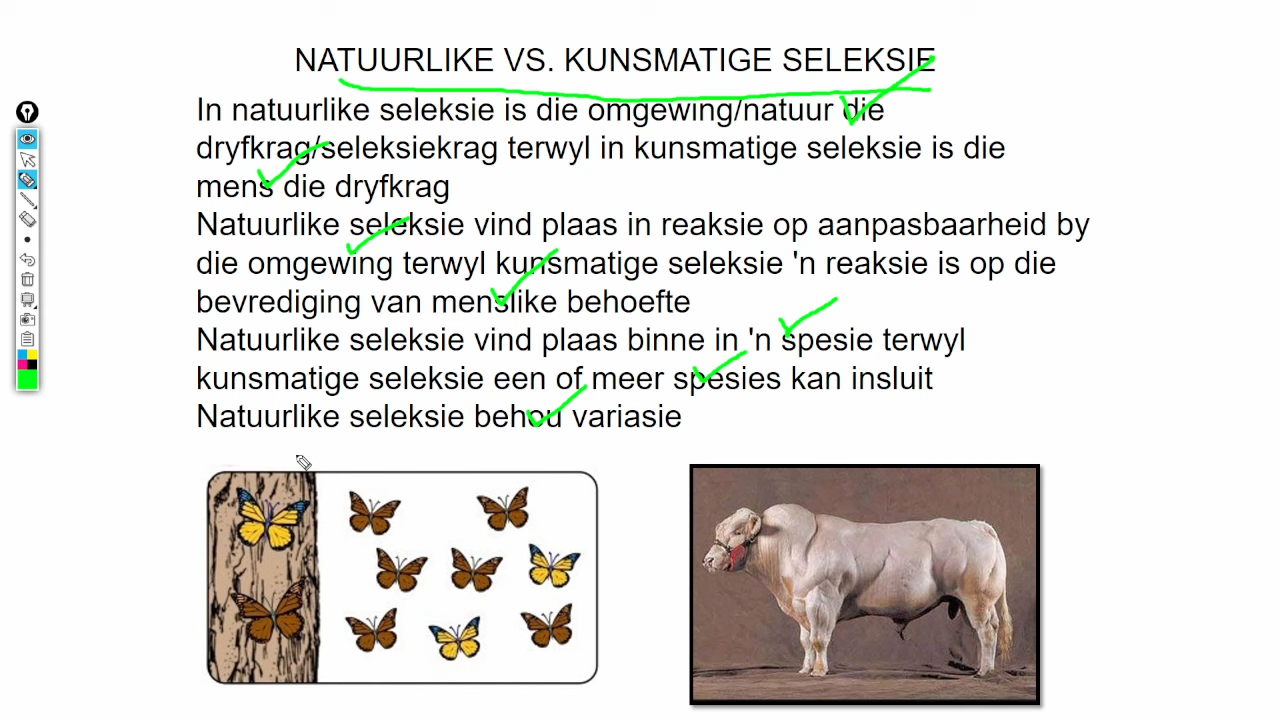 NATUURLIKE VS. KUNSMATIGE SELEKSIE
In natuurlike seleksie is die omgewing/natuur die
dryfkrag/seleksiekrag terwyl in kunsmatige seleksie is die
mens die dryfkrag
Natuurlike seleksie vind plaas in reaksie op aanpasbaarheid by
die omgewing terwyl kunsmatige seleksie 'n reaksie is op die
bevrediging van menslike behoefte
Natuurlike seleksie vind plaas binne in 'n spesie terwyl
kunsmatige seleksie een of meer spesies kan insluit
Natuurlike seleksie behou variasie